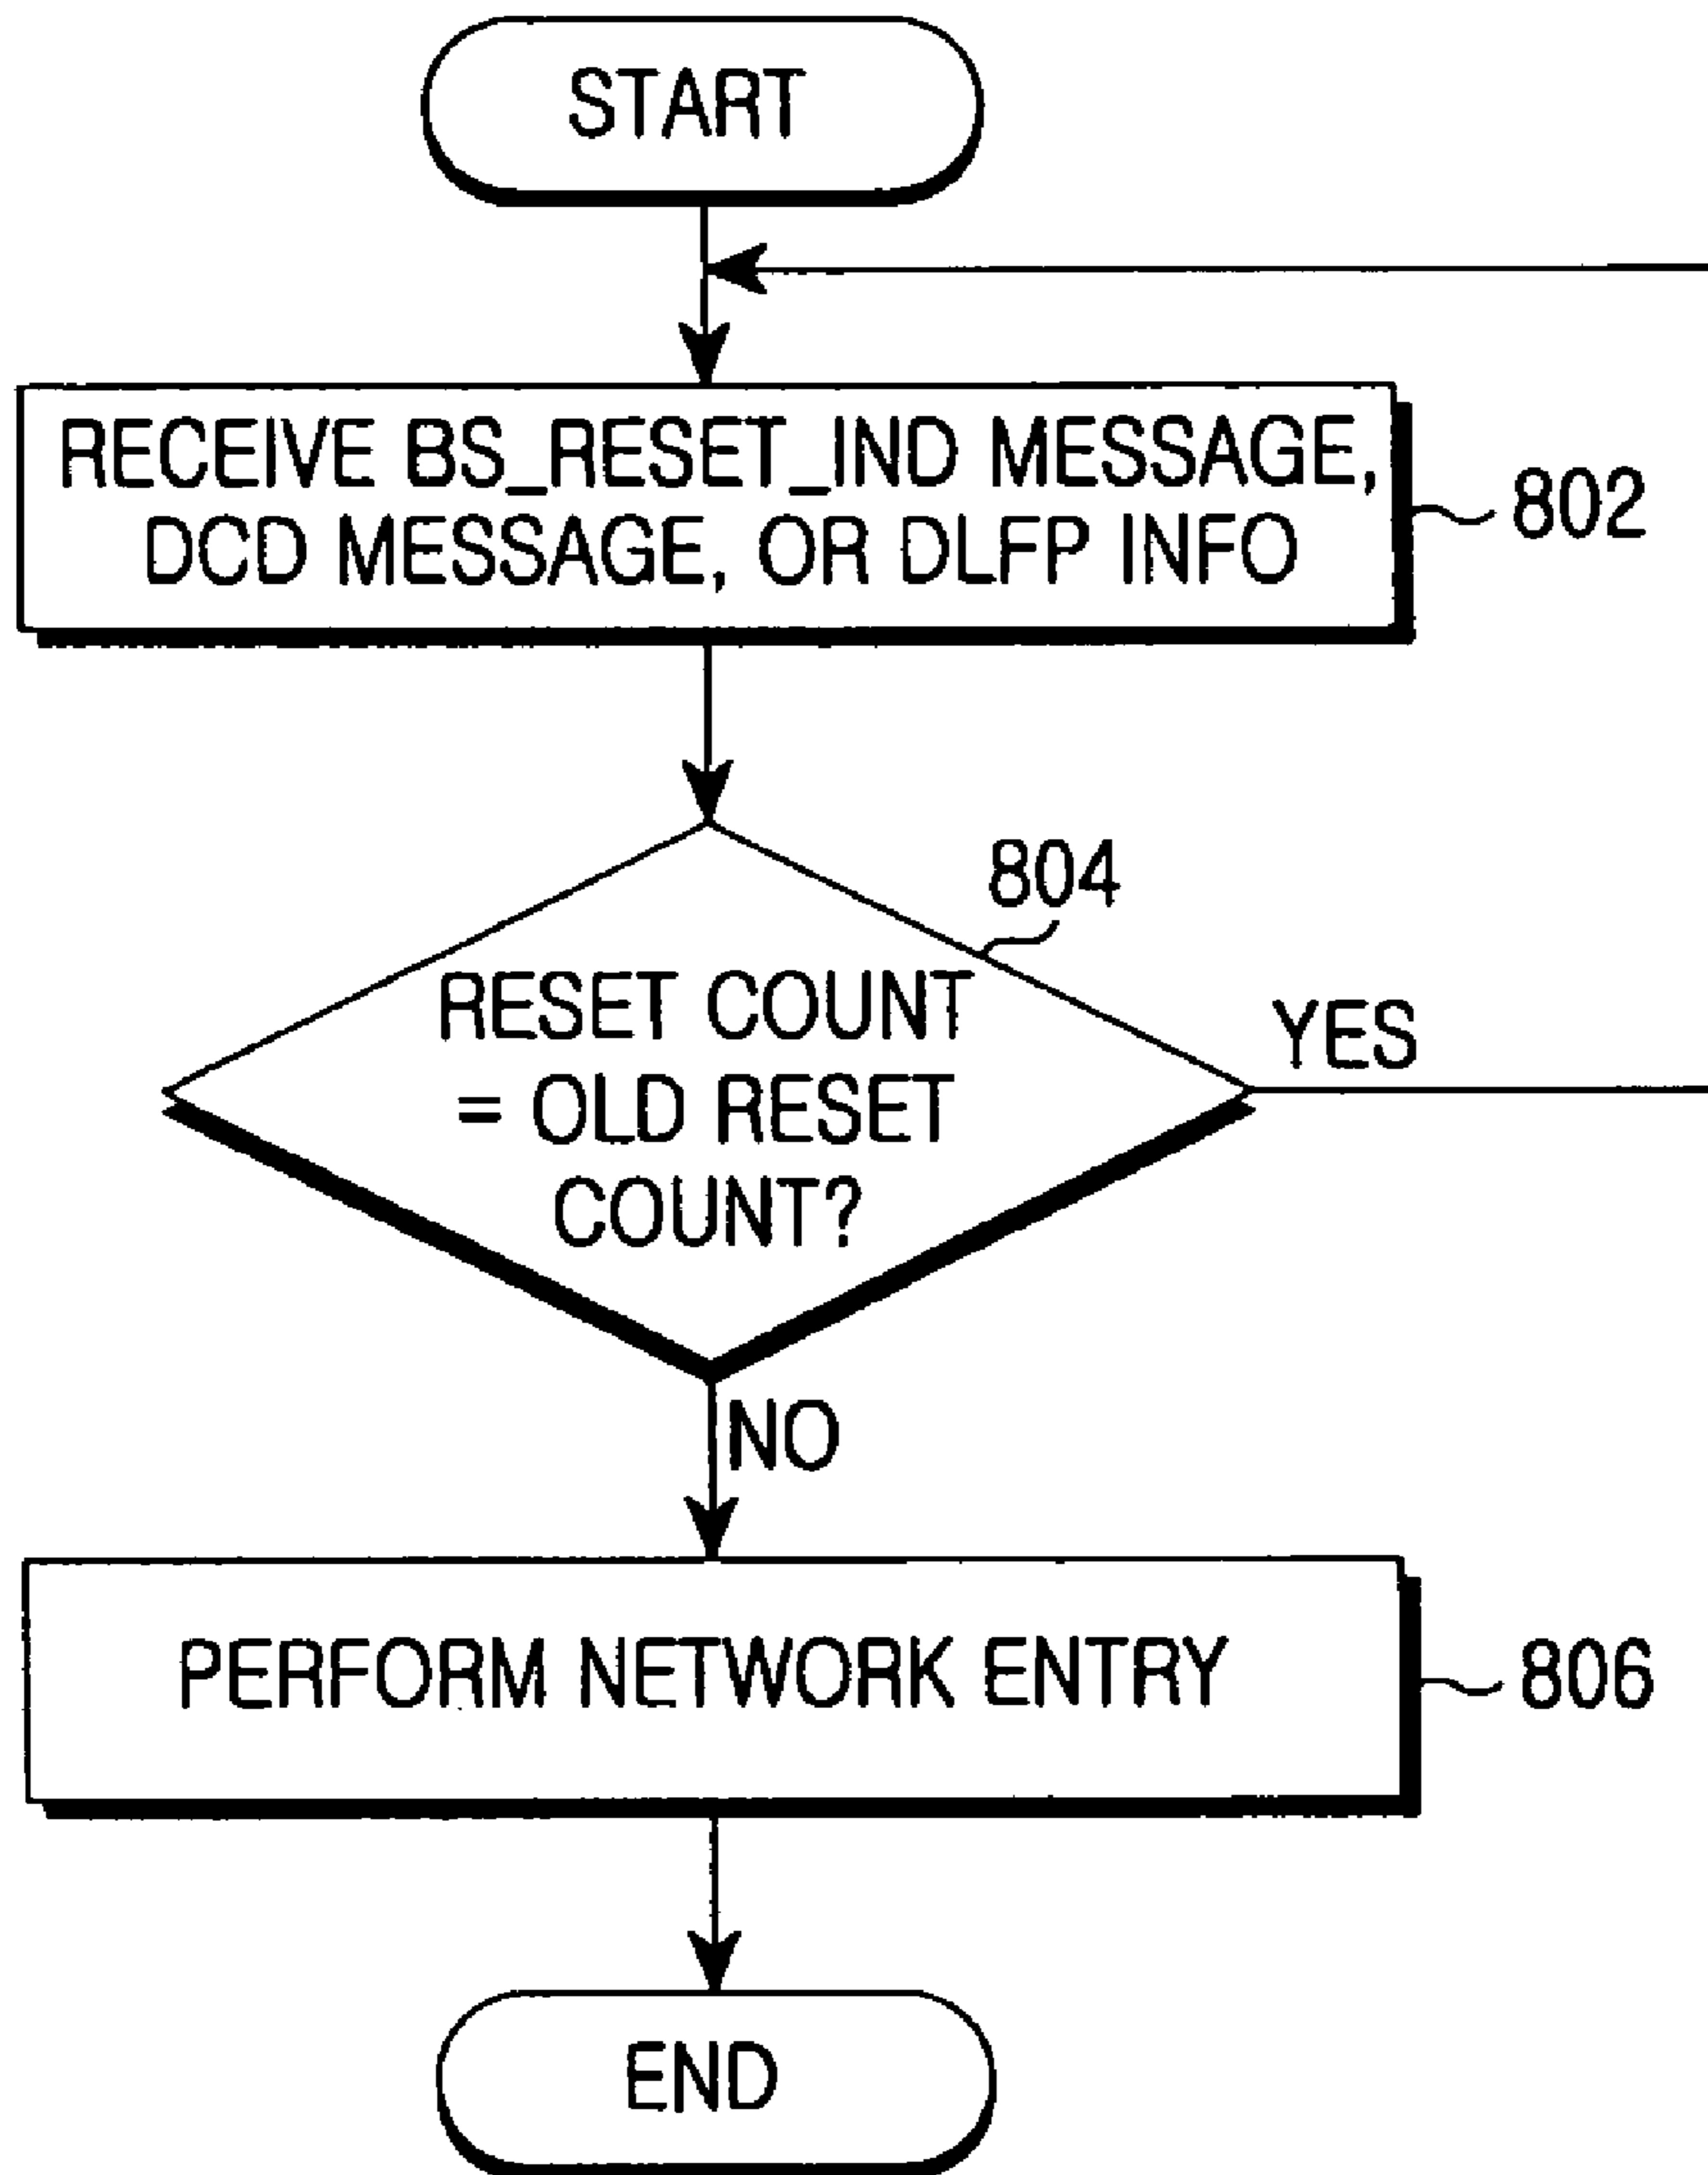 START
RECEIVE BS_RESET_IND MESSAGE,
DCD MESSAGE, OR DLFP INFO
802
804
RESET COUNT
= OLD RESET
COUNT?
YES
NO
PERFORM NETWORK ENTRY
806
END